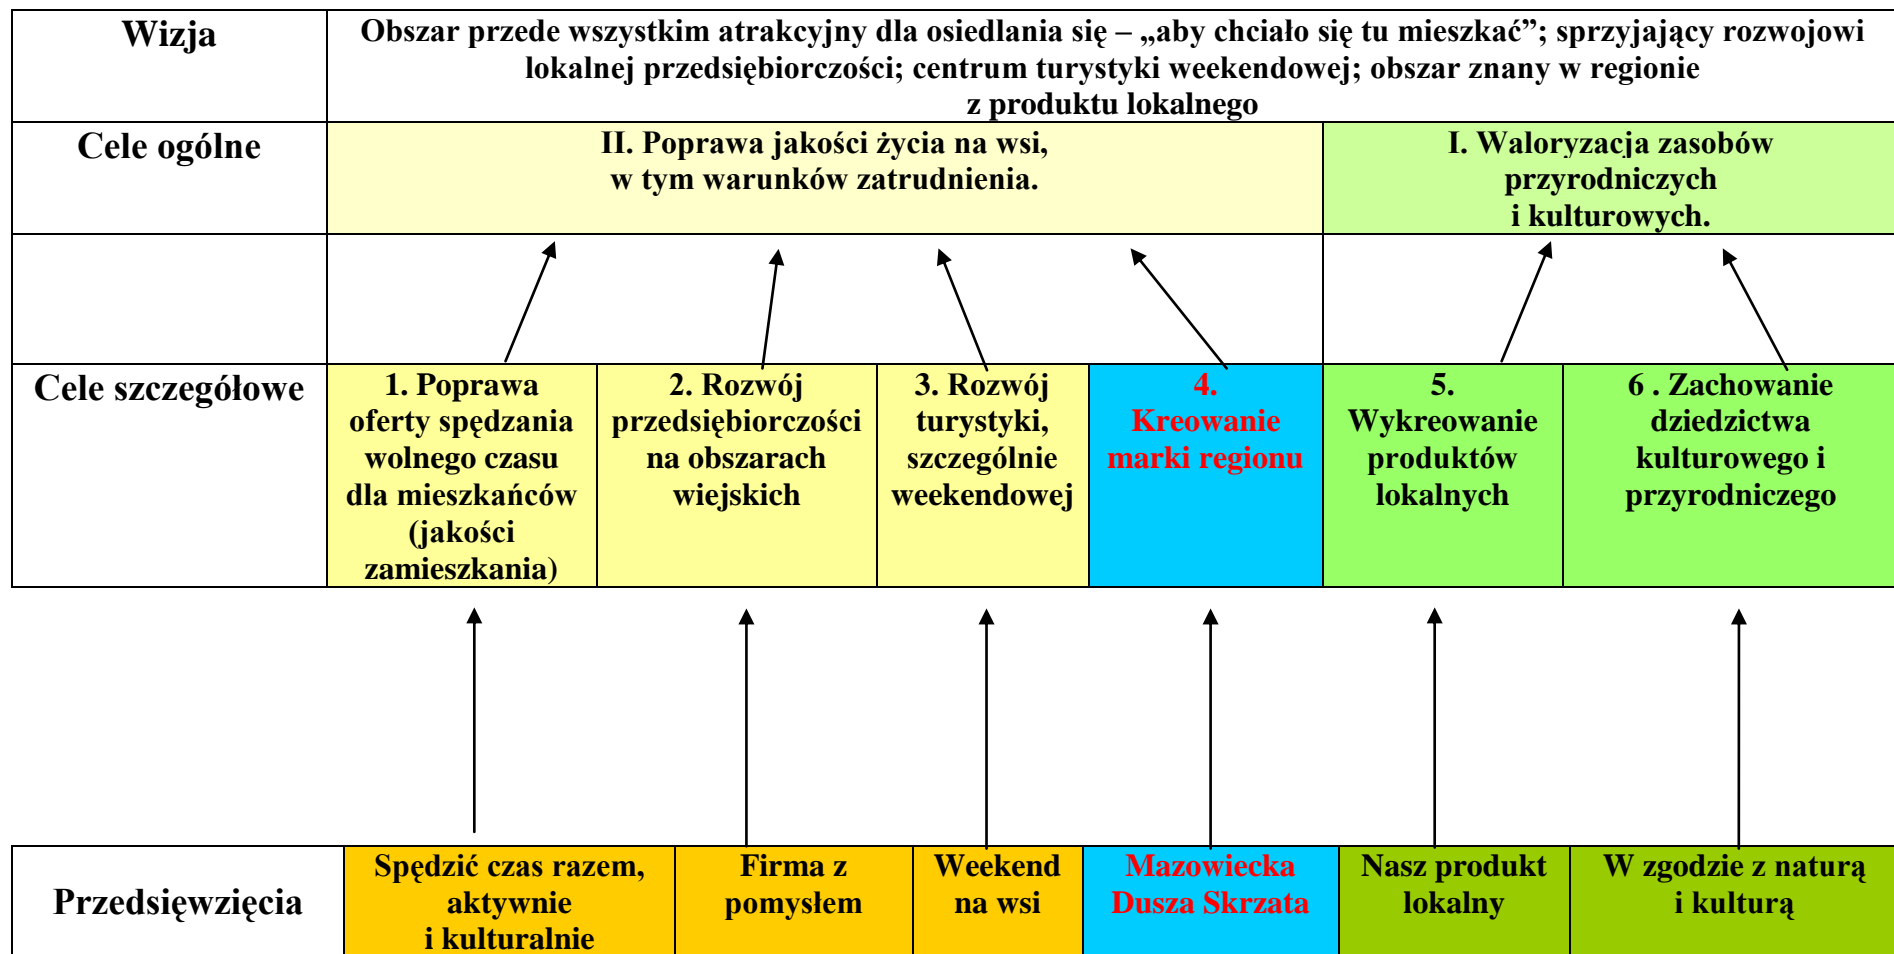 Wizja
Obszar przede wszystkim atrakcyjny dla osiedlania się – „aby chciało się tu mieszkać”; sprzyjający rozwojowi
lokalnej przedsiębiorczości; centrum turystyki weekendowej; obszar znany w regionie
z produktu lokalnego
Cele ogólne
II. Poprawa jakości życia na wsi,
w tym warunków zatrudnienia.
I. Waloryzacja zasobów
przyrodniczych
i kulturowych.
Cele szczegółowe
1. Poprawa
oferty spędzania
wolnego czasu
dla mieszkańców
(jakości
zamieszkania)
2. Rozwój
przedsiębiorczości
na obszarach
wiejskich
3. Rozwój
turystyki,
szczególnie
weekendowej
4.
Kreowanie
marki regionu
5.
Wykreowanie
produktów
lokalnych
6 . Zachowanie
dziedzictwa
kulturowego i
przyrodniczego
Przedsięwzięcia
Spędzić czas razem,
aktywnie
i kulturalnie
Firma z
pomysłem
Weekend
na wsi
Mazowiecka
Dusza Skrzata
Nasz produkt
lokalny
W zgodzie z naturą
i kulturą